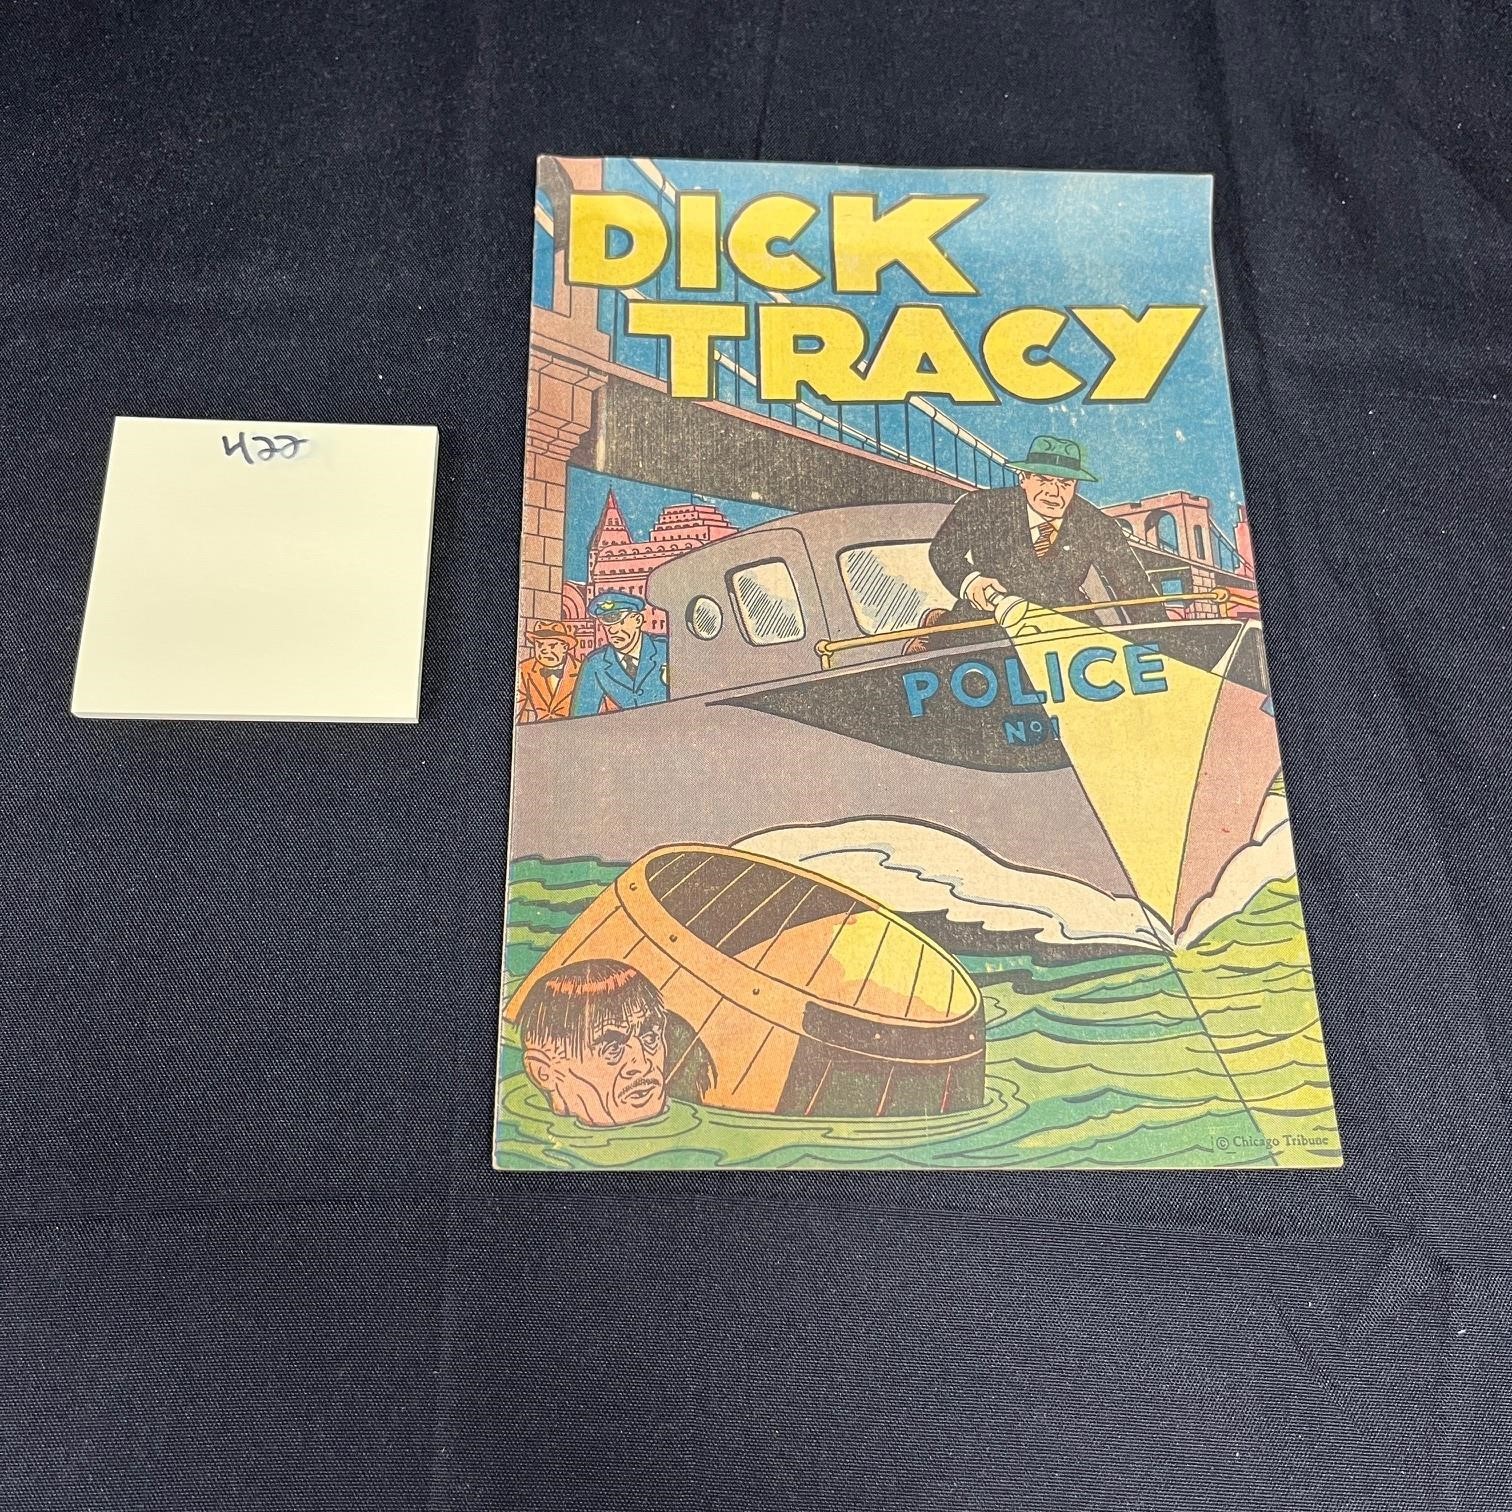 422
DICK
TRACY
POLICE
Nº1
© Chicago Tribune